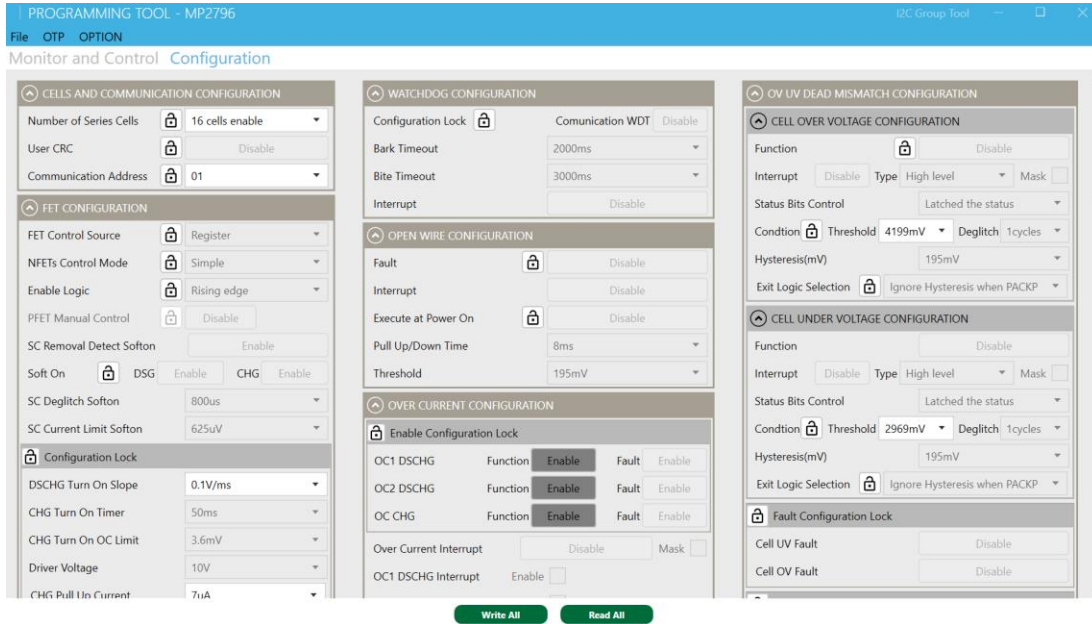 PROGRAMMING TOOL - MP2796
I2C Group Tool
File OTP OPTION
Monitor and Control Configuration
CELLS AND COMMUNICATION CONFIGURATION
Number of Series Cells 16 cells enable
User CRC Disable
Communication Address 01
FET CONFIGURATION
FET Control Source Register
NFETs Control Mode Simple
Enable Logic Rising edge
PFET Manual Control Disable
SC Removal Detect Softon Enable
Soft On DSG Enable CHG Enable
SC Deglitch Softon 800us
SC Current Limit Softon 625uV
Configuration Lock
DSCHG Turn On Slope 0.1V/ms
CHG Turn On Timer 50ms
CHG Turn On OC Limit 3.6mV
Driver Voltage 10V
CHG Pull Up Current 7uA
WATCHDOG CONFIGURATION
Configuration Lock Comunication WDT Disable
Bark Timeout 2000ms
Bite Timeout 3000ms
Interrupt Disable
OPEN WIRE CONFIGURATION
Fault Disable
Interrupt Disable
Execute at Power On Disable
Pull Up/Down Time 8ms
Threshold 195mV
OVER CURRENT CONFIGURATION
Enable Configuration Lock
OC1 DSCHG Function Enable Fault Enable
OC2 DSCHG Function Enable Fault Enable
OC CHG Function Enable Fault Enable
Over Current Interrupt Disable Mask
OC1 DSCHG Interrupt Enable
OV UV DEAD MISMATCH CONFIGURATION
CELL OVER VOLTAGE CONFIGURATION
Function Disable
Interrupt Disable Type High level Mask
Status Bits Control Latched the status
Condtion Threshold 4199mV Deglitch 1cycles
Hysteresis(mV) 195mV
Exit Logic Selection Ignore Hysteresis when PACKP
CELL UNDER VOLTAGE CONFIGURATION
Function Disable
Interrupt Disable Type High level Mask
Status Bits Control Latched the status
Condtion Threshold 2969mV Deglitch 1cycles
Hysteresis(mV) 195mV
Exit Logic Selection Ignore Hysteresis when PACKP
Fault Configuration Lock
Cell UV Fault Disable
Cell OV Fault Disable
Write All Read All